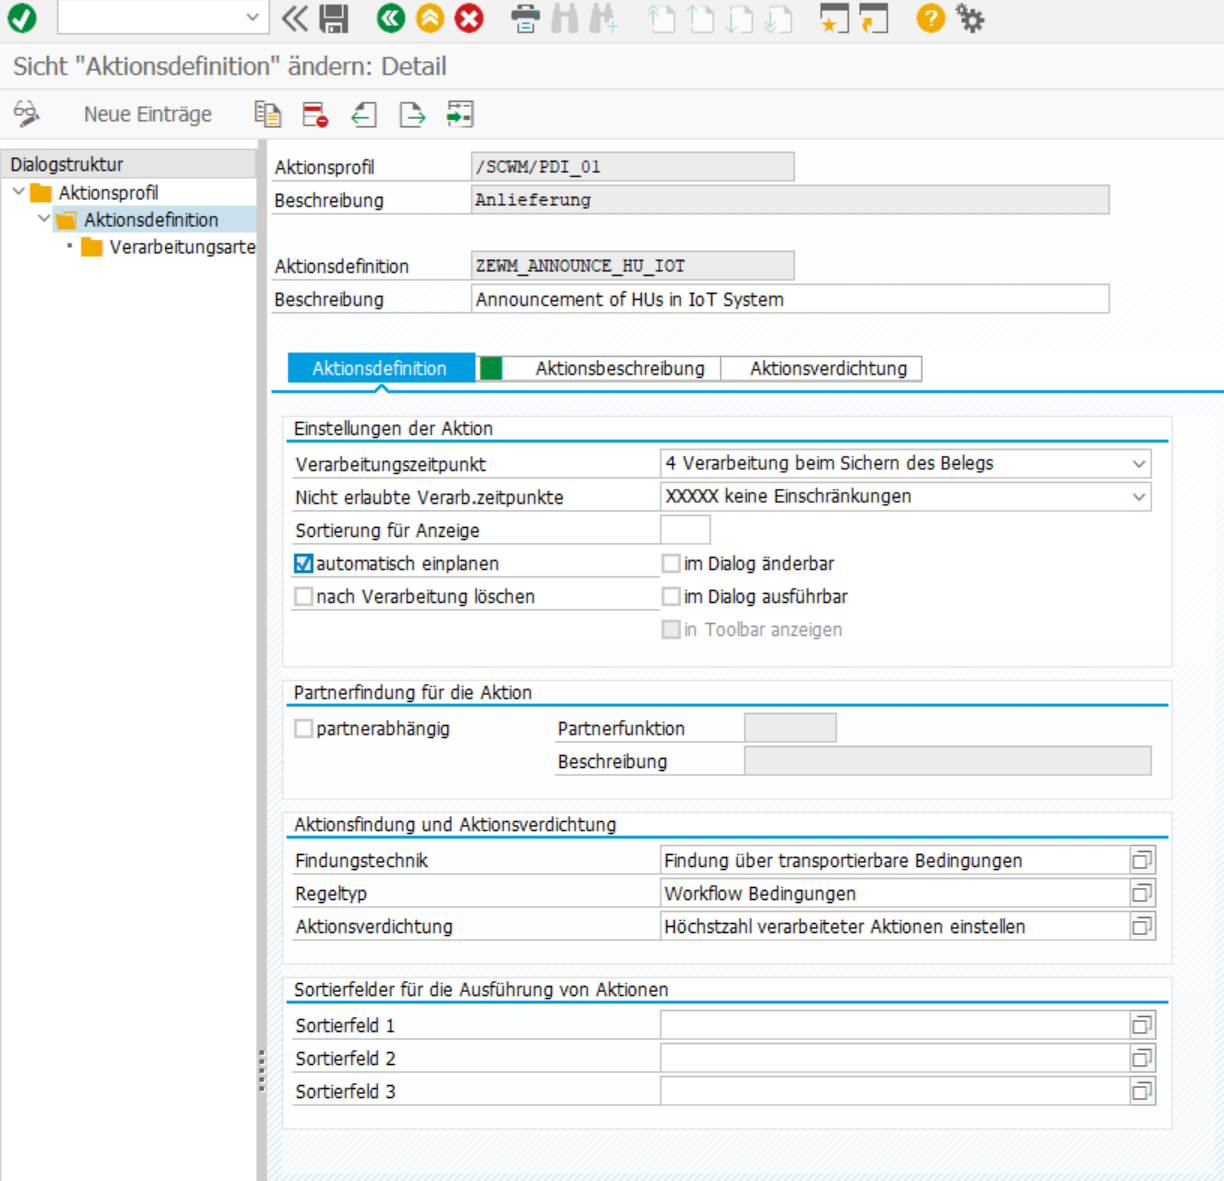 Sicht "Aktionsdefinition" ändern: Detail
Neue Einträge
Dialogstruktur
Aktionsprofil
Aktionsdefinition
Verarbeitungsarte
Aktionsprofil /SCWM/PDI_01
Beschreibung Anlieferung
Aktionsdefinition ZEWM_ANNOUNCE_HU_IOT
Beschreibung Announcement of HUs in IoT System
Aktionsdefinition Aktionsbeschreibung Aktionsverdichtung
Einstellungen der Aktion
Verarbeitungszeitpunkt 4 Verarbeitung beim Sichern des Belegs
Nicht erlaubte Verarb.zeitpunkte XXXXX keine Einschränkungen
Sortierung für Anzeige
automatisch einplanen im Dialog änderbar
nach Verarbeitung löschen im Dialog ausführbar
in Toolbar anzeigen
Partnerfindung für die Aktion
partnerabhängig Partnerfunktion
Beschreibung
Aktionsfindung und Aktionsverdichtung
Findungstechnik Findung über transportierbare Bedingungen
Regeltyp Workflow Bedingungen
Aktionsverdichtung Höchstzahl verarbeiteter Aktionen einstellen
Sortierfelder für die Ausführung von Aktionen
Sortierfeld 1
Sortierfeld 2
Sortierfeld 3